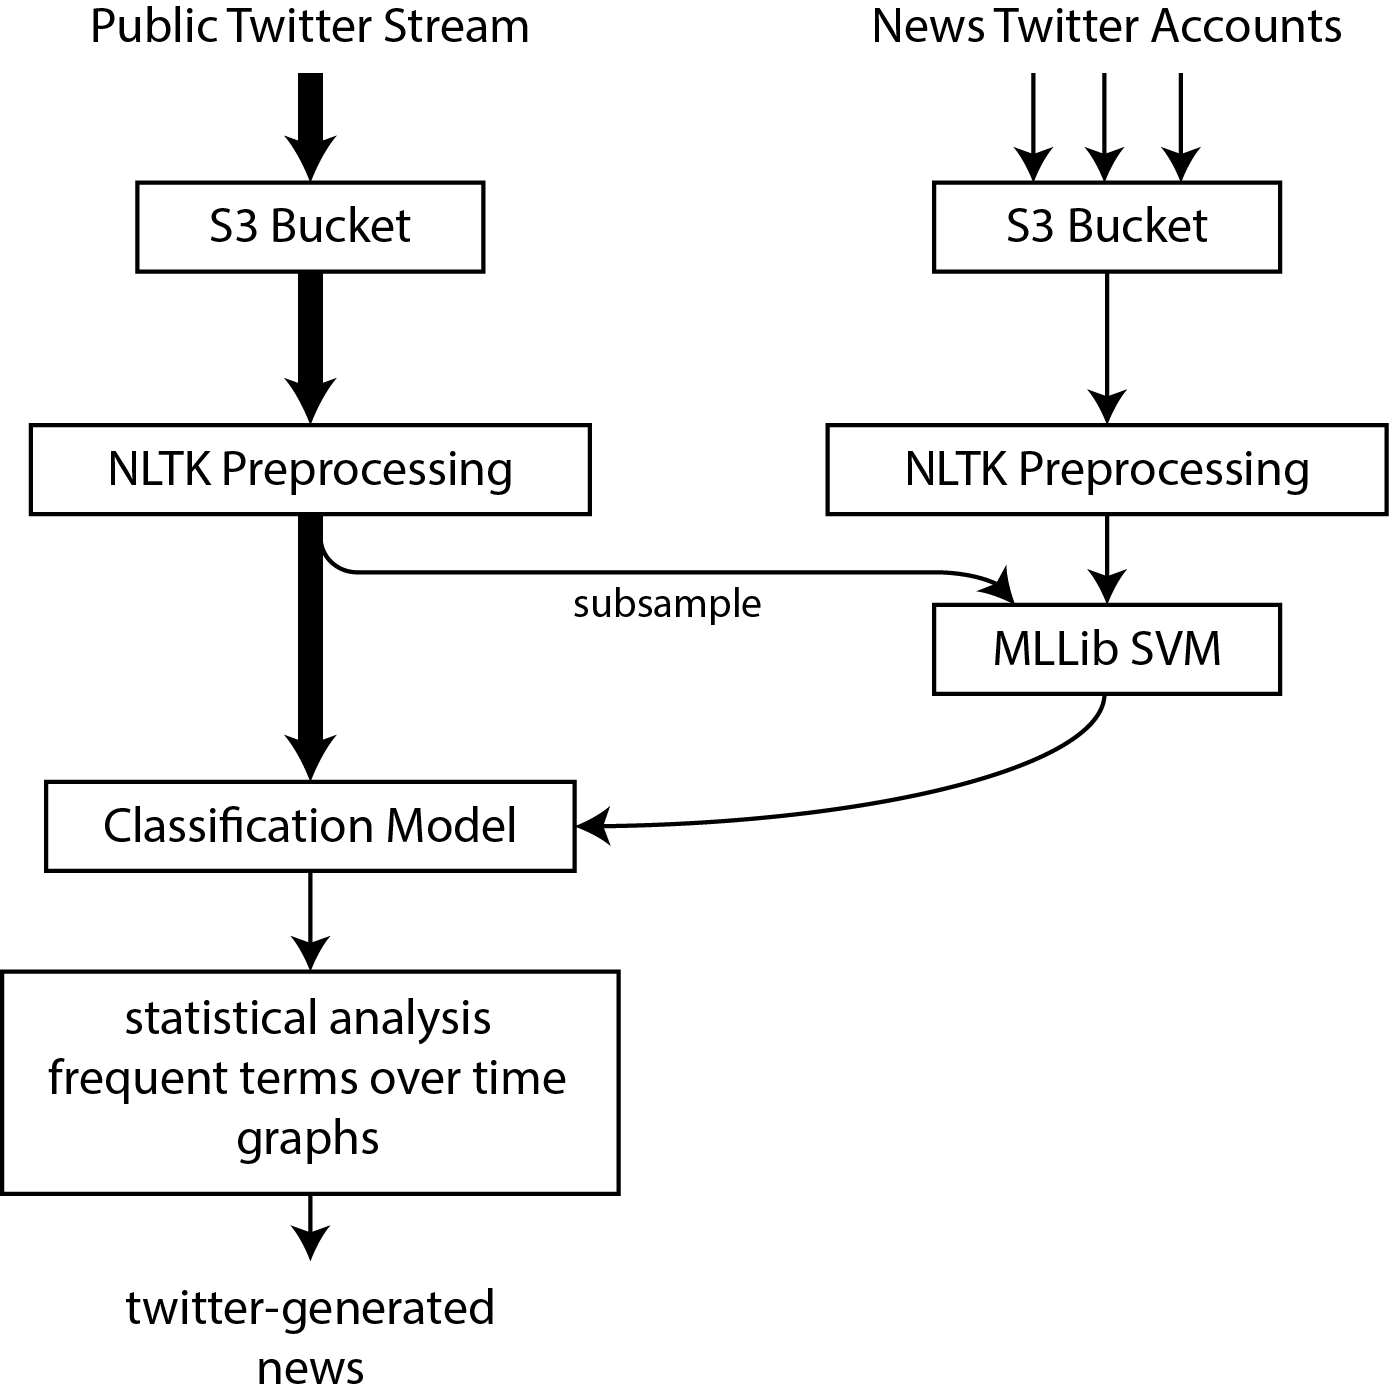 Public Twitter Stream
News Twitter Accounts
S3 Bucket
S3 Bucket
NLTK Preprocessing
NLTK Preprocessing
subsample
MLLib SVM
Classification Model
statistical analysis
frequent terms over time
graphs
twitter-generated
news